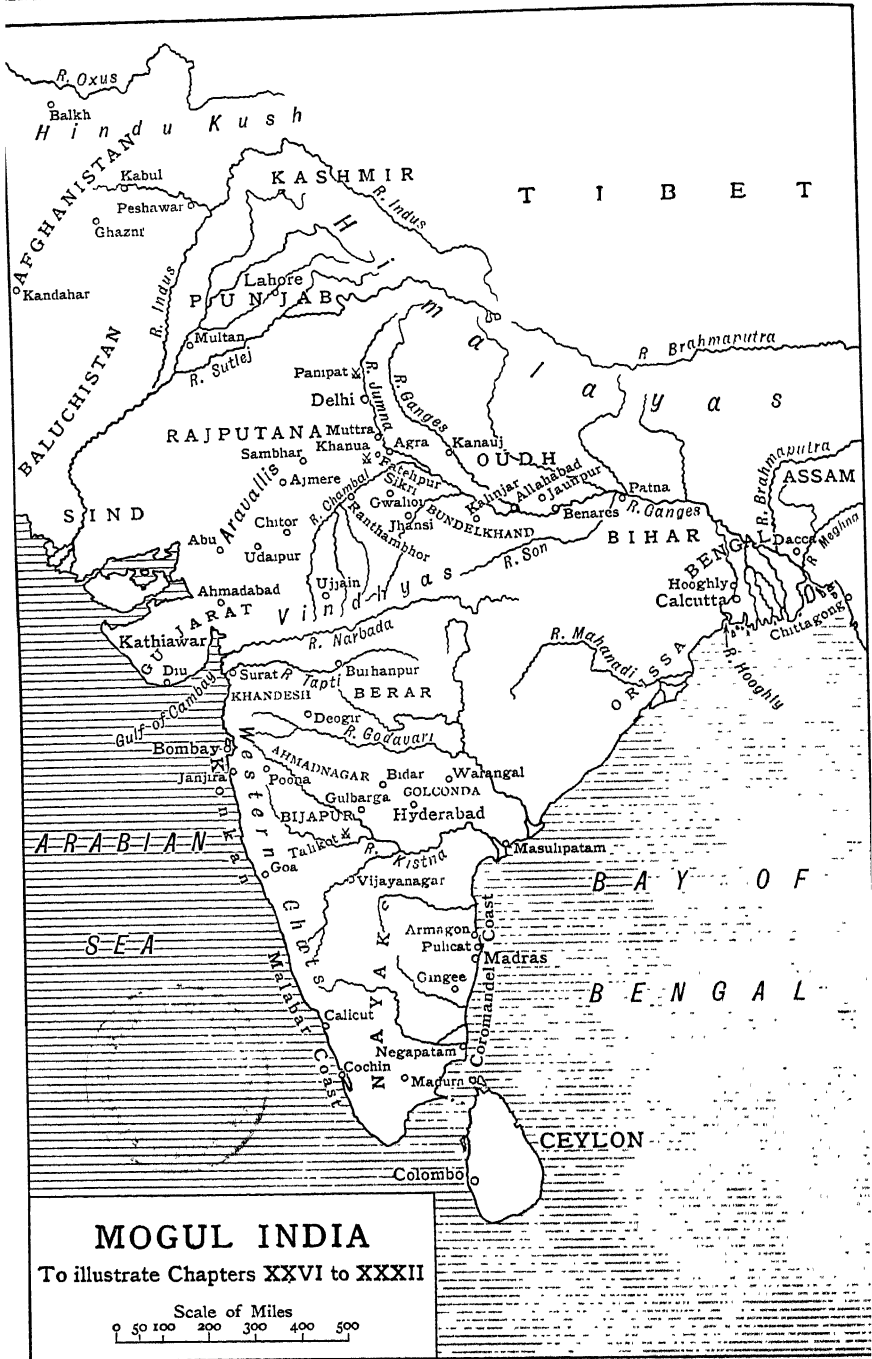 R. Oxus
Balkh
Hindu Kush
AFGHANISTAN
Kabul
KASHMIR
R. Indus
TIBET
Peshawar
Ghazni
Kandahar
R. Indus
Himalayas
Lahore
PUNJAB
Multan
R. Sutlej
BALUCHISTAN
R. Brahmaputra
Panipat
Delhi
R. Jumna
R. Ganges
RAJPUTANA
Muttra
Khanua
Sambhar
Agra
Kanauj
OUDH
Fatehpur
Sikri
Ajmere
Aravallis
R. Chambal
Gwalior
Kalinjar
Allahabad
Jaunpur
Patna
R. Ganges
R. Brahmaputra
ASSAM
SIND
Abu
Chitor
Udaipur
Ranthambhor
Jhansi
BUNDELKHAND
Benares
BIHAR
BENGAL
Dacca
R. Meghna
R. Son
Ahmadabad
Ujjain
Vindhyas
Hooghly
Calcutta
Chittagong
GUJARAT
Kathiawar
R. Narbada
R. Mahanadi
ORISSA
R. Hooghly
Diu
Surat
R Tapti
Burhanpur
KHANDESH
BERAR
Gulf of Cambay
Deogir
R. Godavari
Bombay
Western Ghats
AHMADNAGAR
Janjira
Poona
Bidar
Warangal
GOLCONDA
Gulbarga
Hyderabad
BIJAPUR
Konkan
Talikot
R. Kistna
Masulipatam
ARABIAN
SEA
Goa
Vijayanagar
BAY OF
BENGAL
Armagon
Pulicat
Madras
Coromandel Coast
Gingee
NAYAK
Malabar Coast
Calicut
Negapatam
Cochin
Madura
CEYLON
Colombo
MOGUL INDIA
To illustrate Chapters XXVI to XXXII
Scale of Miles
0 50 100 200 300 400 500